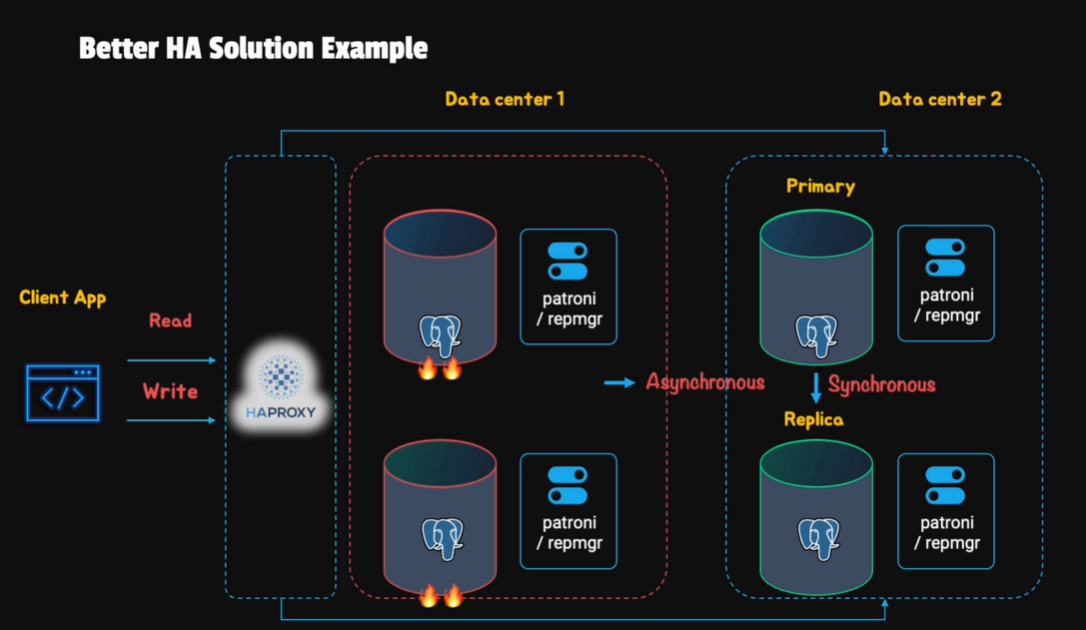 Better HA Solution Example
Data center 1
Data center 2
Primary
Client App
Read
Write
HAPROXY
patroni
/ repmgr
patroni
/ repmgr
Asynchronous
Synchronous
Replica
patroni
/ repmgr
patroni
/ repmgr